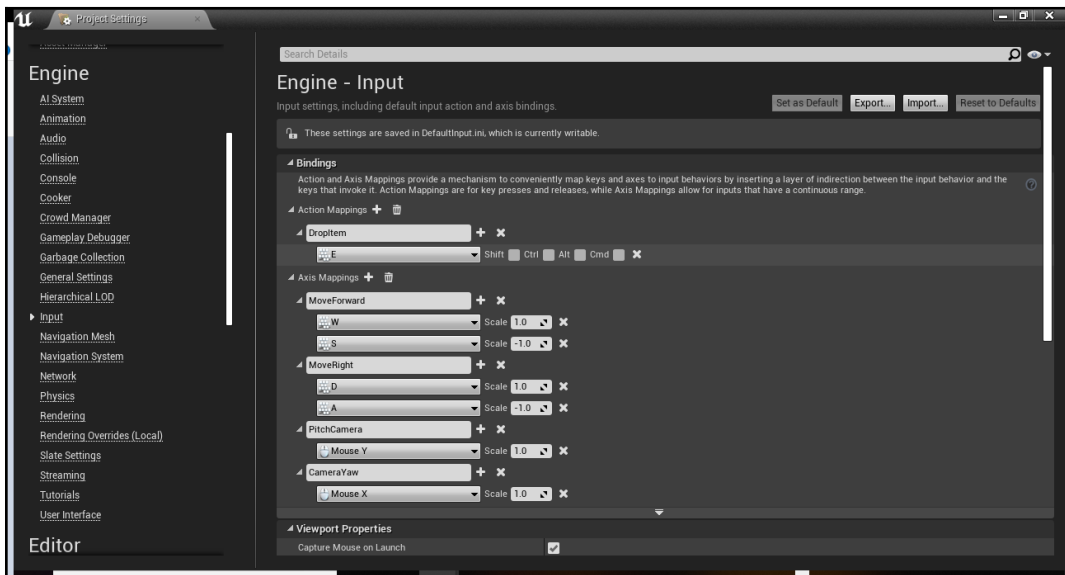 Project Settings
Engine
AI System
Animation
Audio
Collision
Console
Cooker
Crowd Manager
Gameplay Debugger
Garbage Collection
General Settings
Hierarchical LOD
Input
Navigation Mesh
Navigation System
Network
Physics
Rendering
Rendering Overrides (Local)
Slate Settings
Streaming
Tutorials
User Interface
Editor
Search Details
Engine - Input
Input settings, including default input action and axis bindings.
Set as Default Export... Import... Reset to Defaults
These settings are saved in DefaultInput.ini, which is currently writable.
Bindings
Action and Axis Mappings provide a mechanism to conveniently map keys and axes to input behaviors by inserting a layer of indirection between the input behavior and the
keys that invoke it. Action Mappings are for key presses and releases, while Axis Mappings allow for inputs that have a continuous range.
Action Mappings
DropItem
E Shift Ctrl Alt Cmd
Axis Mappings
MoveForward
W Scale 1.0
S Scale -1.0
MoveRight
D Scale 1.0
A Scale -1.0
PitchCamera
Mouse Y Scale 1.0
CameraYaw
Mouse X Scale 1.0
Viewport Properties
Capture Mouse on Launch